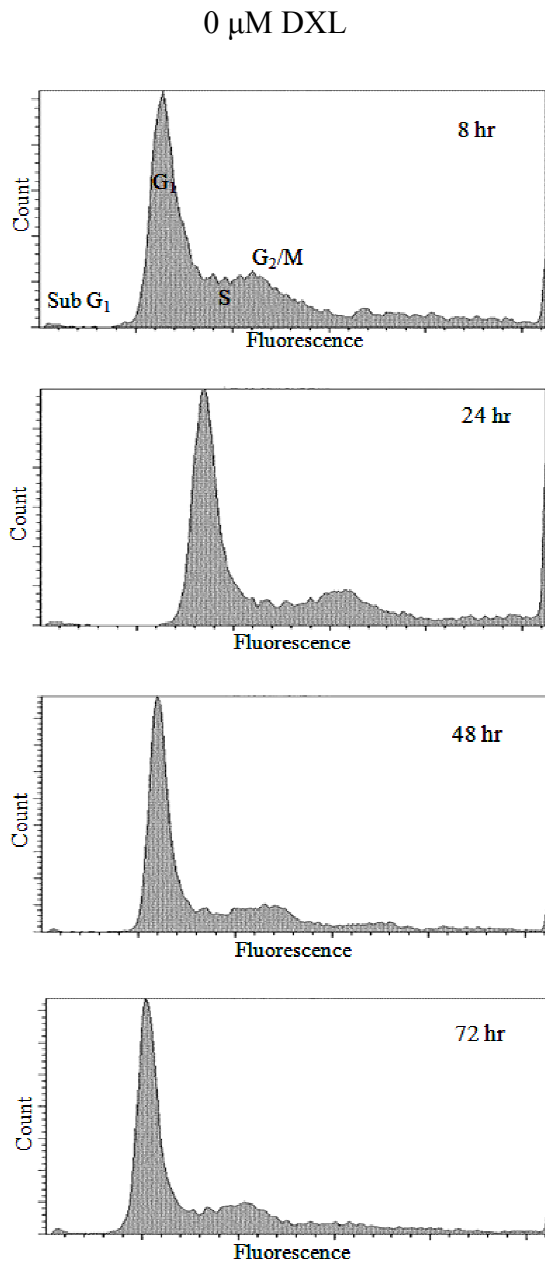 0 μM DXL
8 hr
Count
G₁
G₂/M
Sub G₁
S
Fluorescence
24 hr
Count
Fluorescence
48 hr
Count
Fluorescence
72 hr
Count
Fluorescence